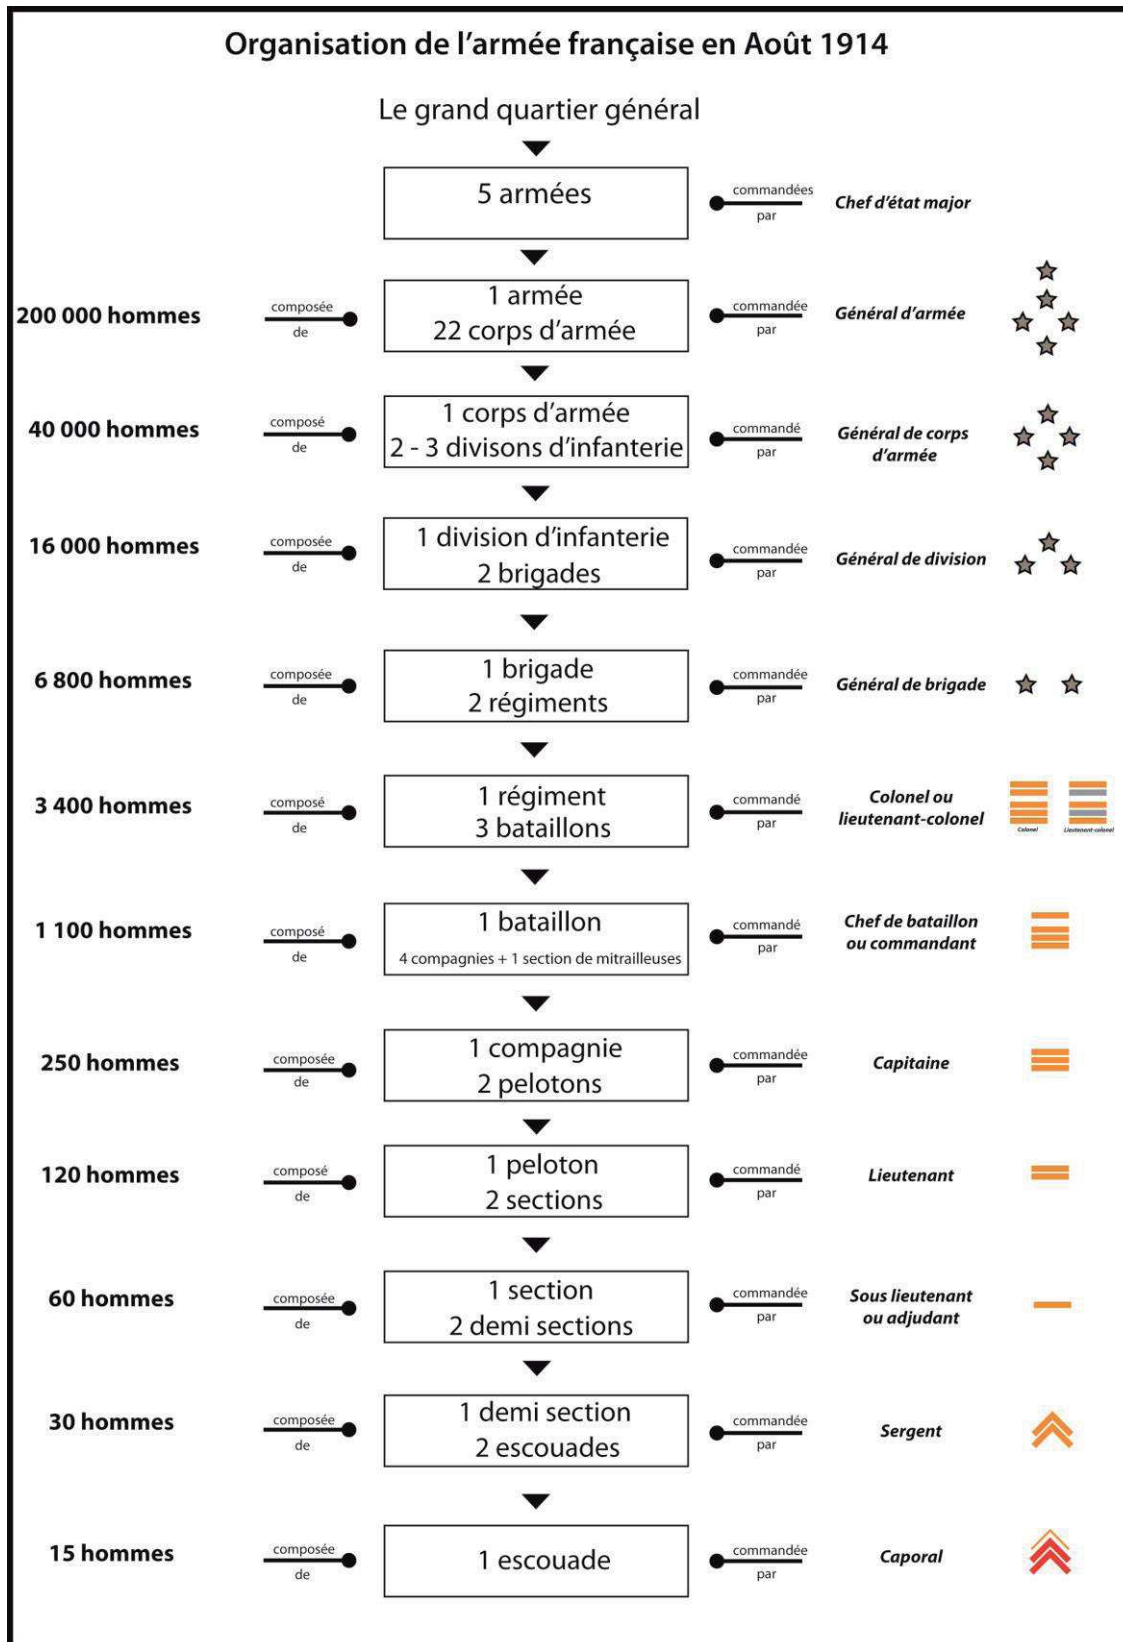 Organisation de l'armée française en Août 1914
Le grand quartier général
5 armées
commandées
par
Chef d'état major
200 000 hommes
composée
de
1 armée
22 corps d'armée
commandée
par
Général d'armée
40 000 hommes
composé
de
1 corps d'armée
2 - 3 divisons d'infanterie
commandé
par
Général de corps
d'armée
16 000 hommes
composée
de
1 division d'infanterie
2 brigades
commandée
par
Général de division
6 800 hommes
composée
de
1 brigade
2 régiments
commandée
par
Général de brigade
3 400 hommes
composé
de
1 régiment
3 bataillons
commandé
par
Colonel ou
lieutenant-colonel
Colonel
Lieutenant-colonel
1 100 hommes
composé
de
1 bataillon
4 compagnies + 1 section de mitrailleuses
commandé
par
Chef de bataillon
ou commandant
250 hommes
composée
de
1 compagnie
2 pelotons
commandée
par
Capitaine
120 hommes
composé
de
1 peloton
2 sections
commandé
par
Lieutenant
60 hommes
composée
de
1 section
2 demi sections
commandée
par
Sous lieutenant
ou adjudant
30 hommes
composée
de
1 demi section
2 escouades
commandée
par
Sergent
15 hommes
composée
de
1 escouade
commandée
par
Caporal